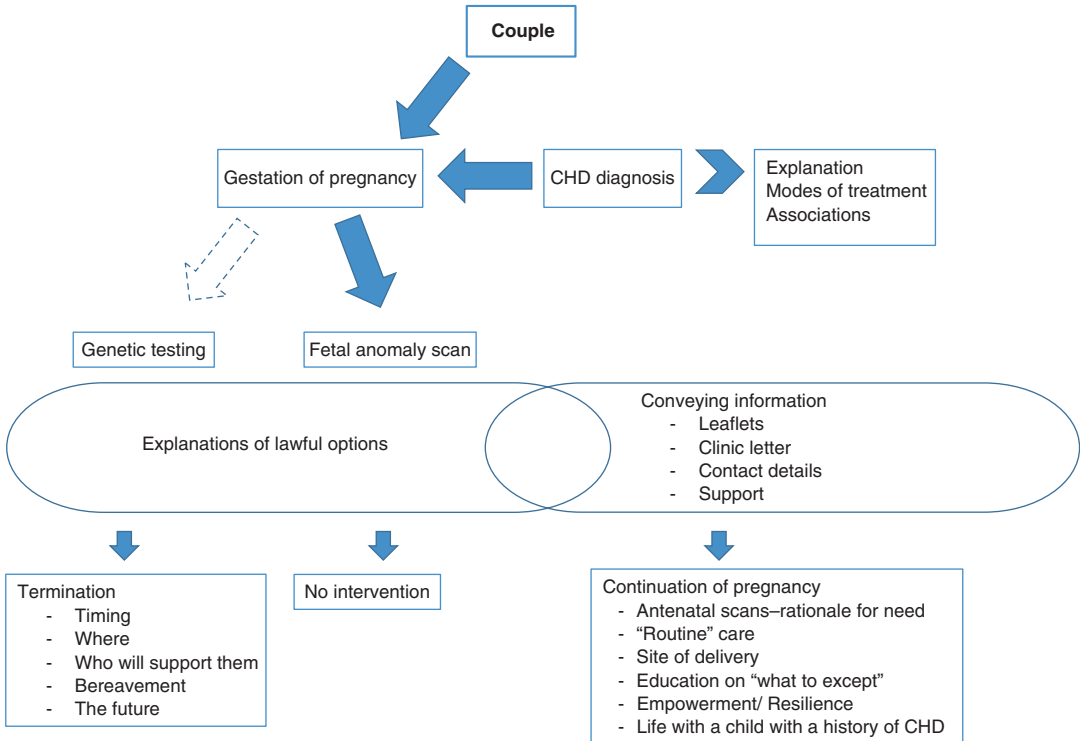 Couple
Gestation of pregnancy
CHD diagnosis
Explanation
Modes of treatment
Associations
Genetic testing
Fetal anomaly scan
Explanations of lawful options
Conveying information
- Leaflets
- Clinic letter
- Contact details
- Support
Termination
- Timing
- Where
- Who will support them
- Bereavement
- The future
No intervention
Continuation of pregnancy
- Antenatal scans–rationale for need
- “Routine” care
- Site of delivery
- Education on “what to except”
- Empowerment/ Resilience
- Life with a child with a history of CHD